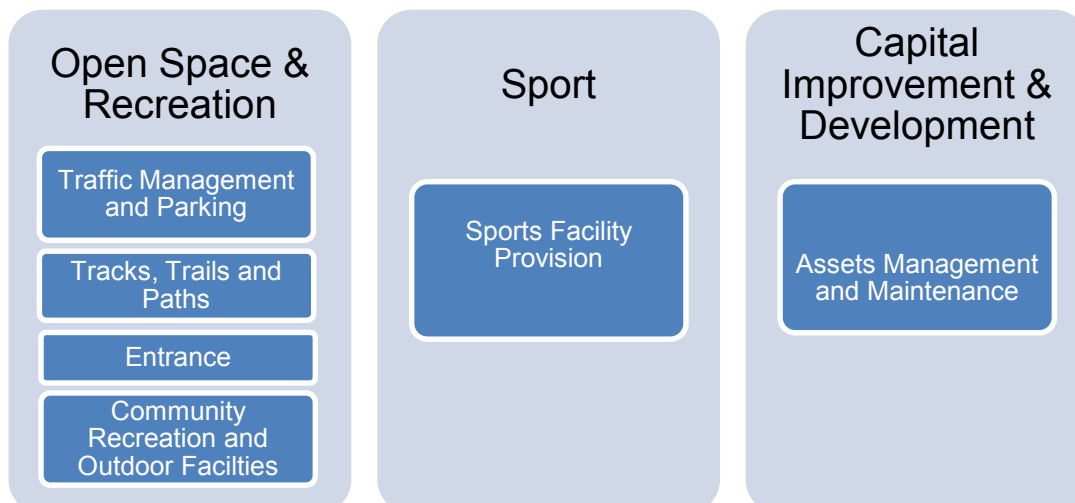 Open Space &
Recreation
Traffic Management
and Parking
Tracks, Trails and
Paths
Entrance
Community
Recreation and
Outdoor Facilties
Sport
Sports Facility
Provision
Capital
Improvement &
Development
Assets Management
and Maintenance